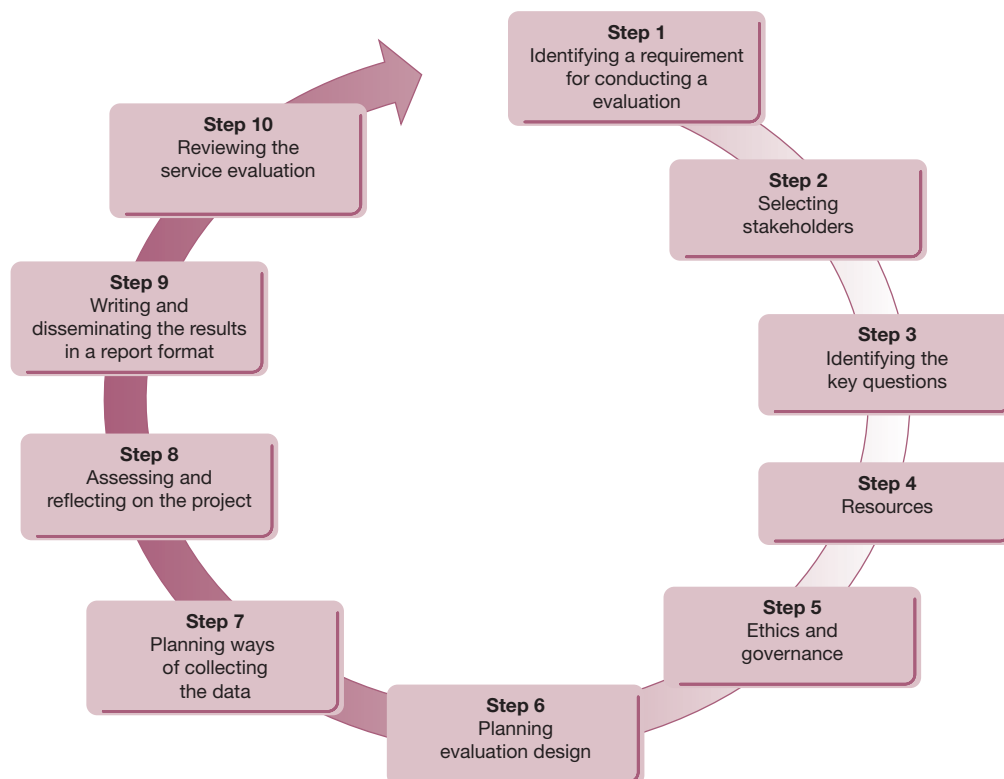 Step 1
Identifying a requirement
for conducting a
evaluation
Step 2
Selecting
stakeholders
Step 3
Identifying the
key questions
Step 4
Resources
Step 5
Ethics and
governance
Step 6
Planning
evaluation design
Step 7
Planning ways
of collecting
the data
Step 8
Assessing and
reflecting on the project
Step 9
Writing and
disseminating the results
in a report format
Step 10
Reviewing the
service evaluation